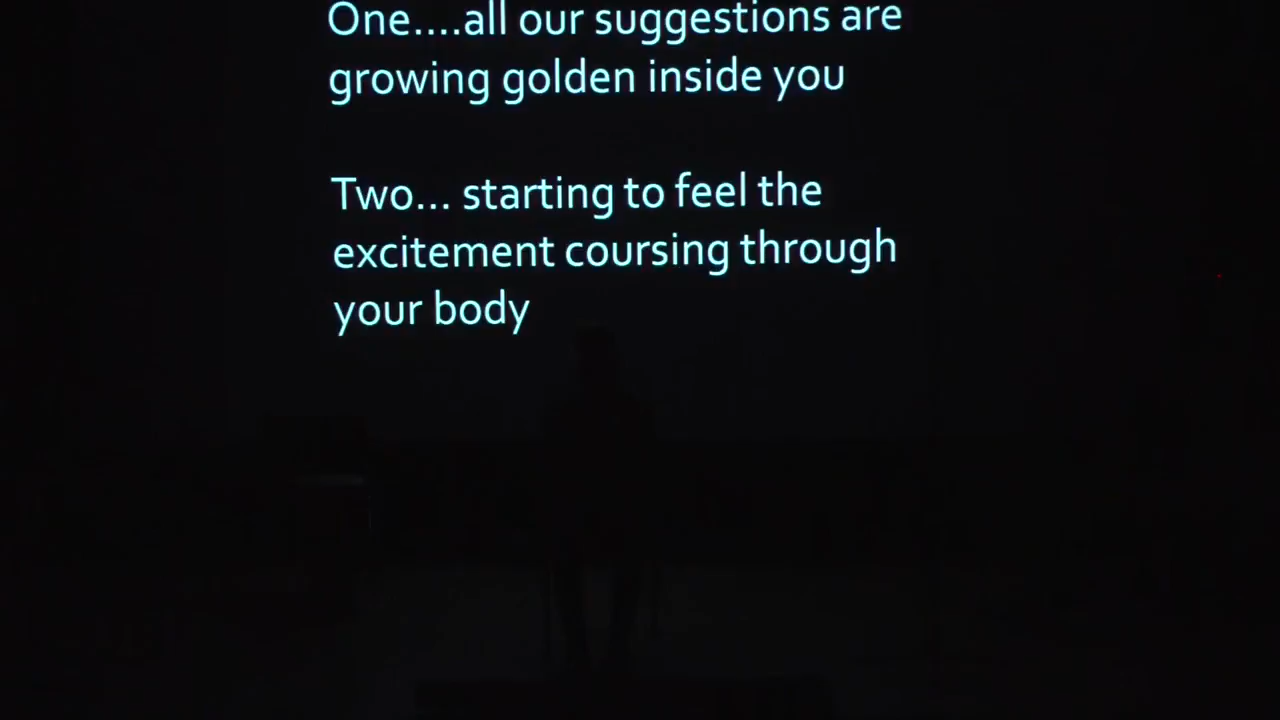 One....all our suggestions are
growing golden inside you
Two... starting to feel the
excitement coursing through
your body